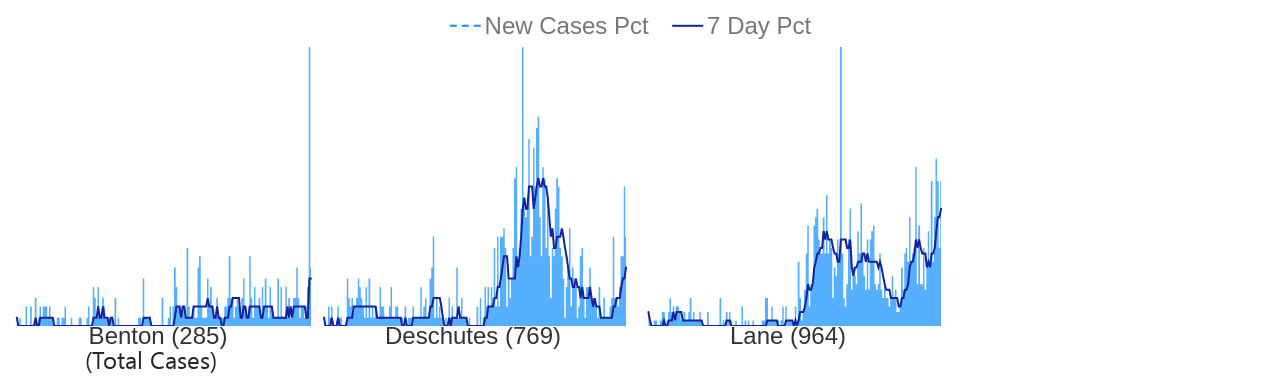 New Cases Pct 7 Day Pct
Benton (285) Deschutes (769) Lane (964)
(Total Cases)